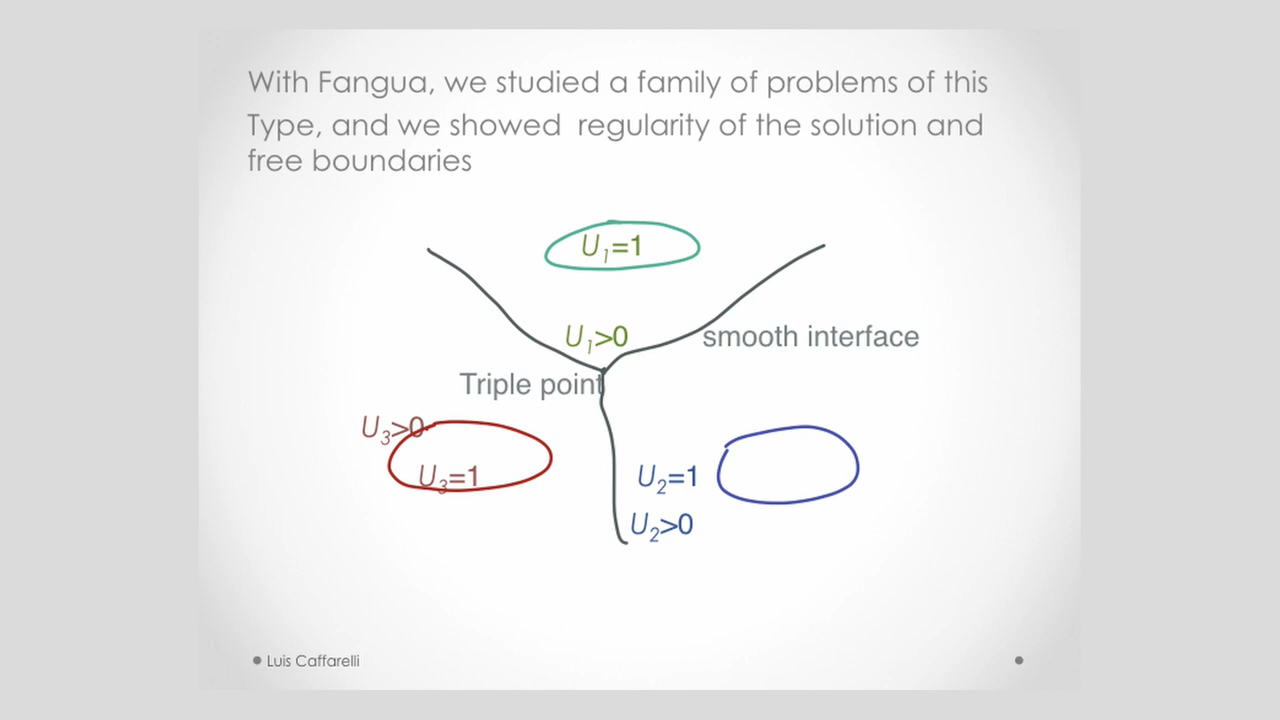 With Fangua, we studied a family of problems of this
Type, and we showed regularity of the solution and
free boundaries
U1=1
U1>0
smooth interface
Triple point
U3>0
U3=1
U2=1
U2>0
Luis Caffarelli